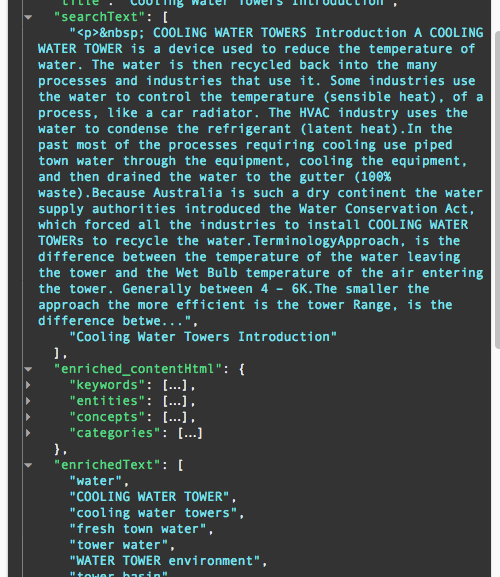 "title": "Cooling Water Towers Introduction",
"searchText": [
"<p>&nbsp; COOLING WATER TOWERS Introduction A COOLING
WATER TOWER is a device used to reduce the temperature of
water. The water is then recycled back into the many
processes and industries that use it. Some industries use
the water to control the temperature (sensible heat), of a
process, like a car radiator. The HVAC industry uses the
water to condense the refrigerant (latent heat).In the
past most of the processes requiring cooling use piped
town water through the equipment, cooling the equipment,
and then drained the water to the gutter (100%
waste).Because Australia is such a dry continent the water
supply authorities introduced the Water Conservation Act,
which forced all the industries to install COOLING WATER
TOWERs to recycle the water.TerminologyApproach, is the
difference between the temperature of the water leaving
the tower and the Wet Bulb temperature of the air entering
the tower. Generally between 4 – 6K.The smaller the
approach the more efficient is the tower Range, is the
difference betwe...",
"Cooling Water Towers Introduction"
],
"enriched_contentHtml": {
"keywords": [...],
"entities": [...],
"concepts": [...],
"categories": [...]
},
"enrichedText": [
"water",
"COOLING WATER TOWER",
"cooling water towers",
"fresh town water",
"tower water",
"WATER TOWER environment",
"tower basin"